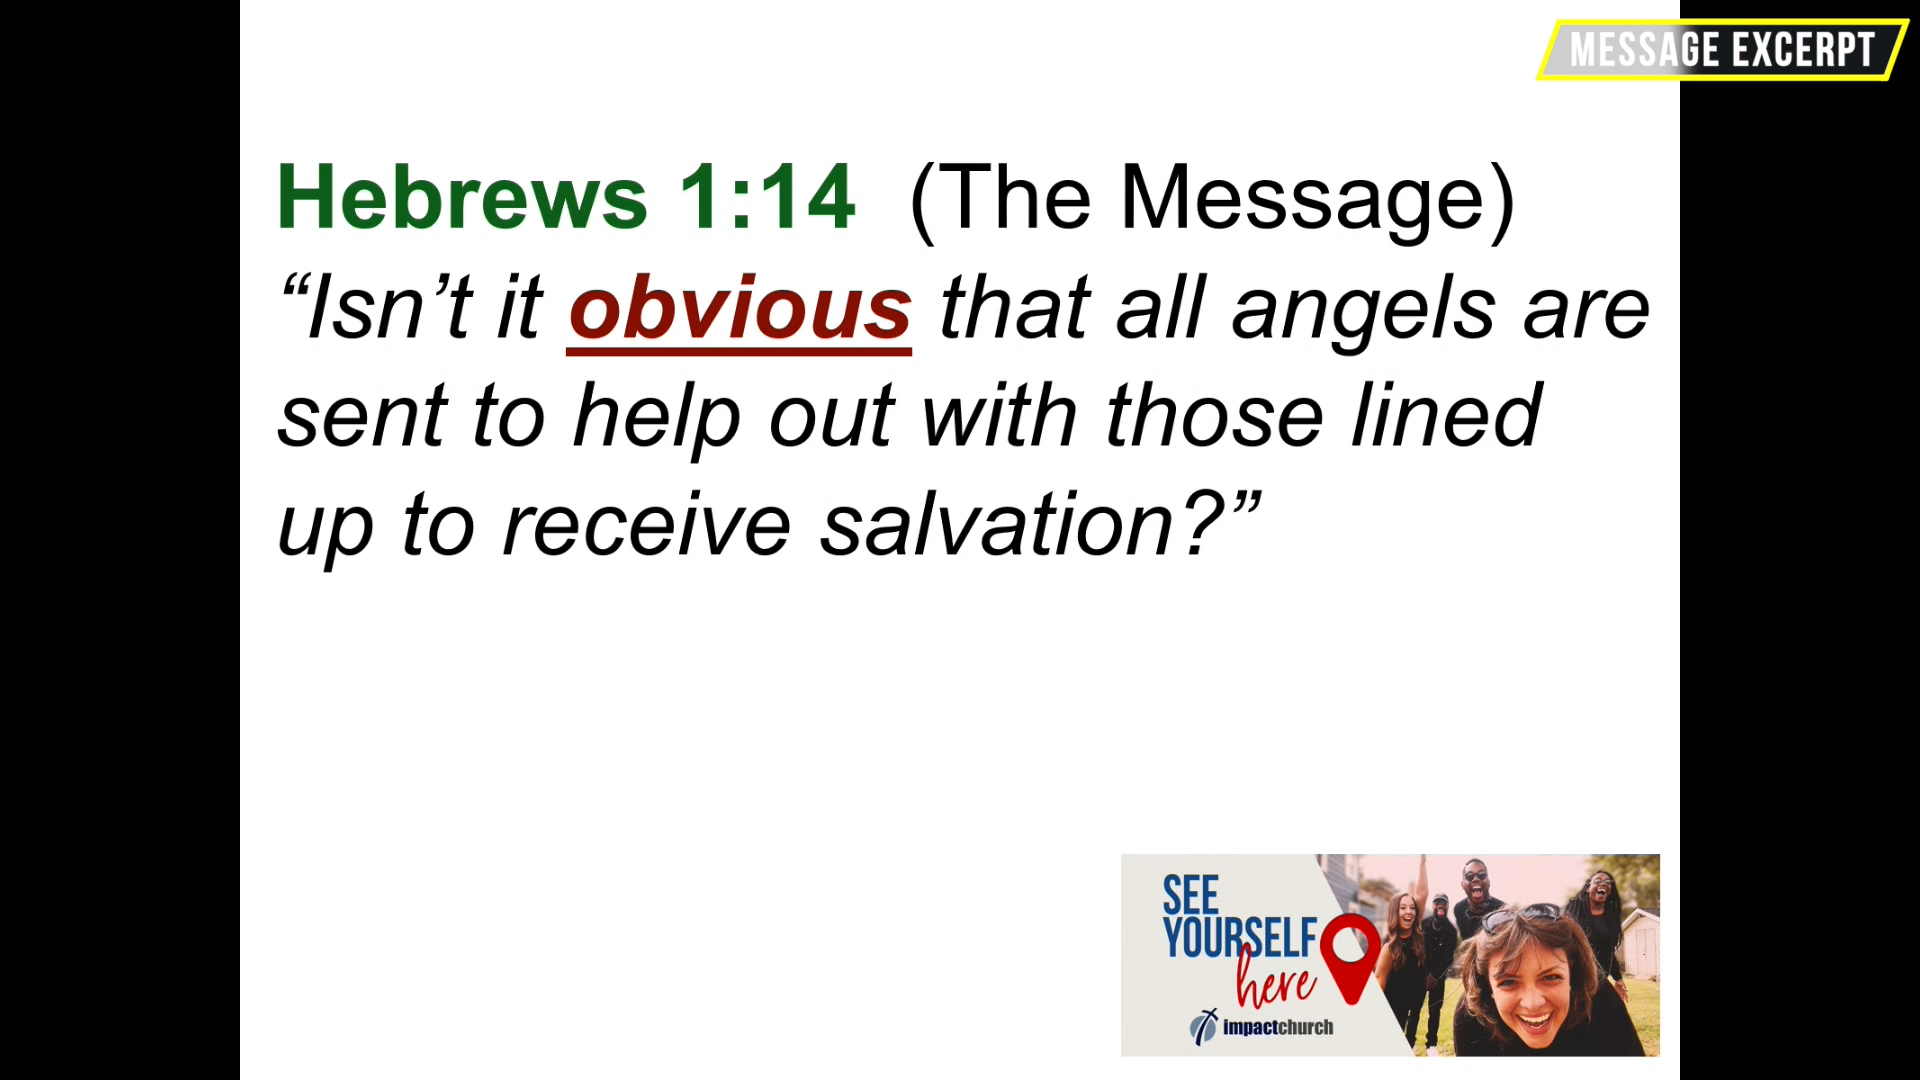 MESSAGE EXCERPT
Hebrews 1:14 (The Message)
“Isn’t it obvious that all angels are
sent to help out with those lined
up to receive salvation?”
SEE
YOURSELF
here
impactchurch